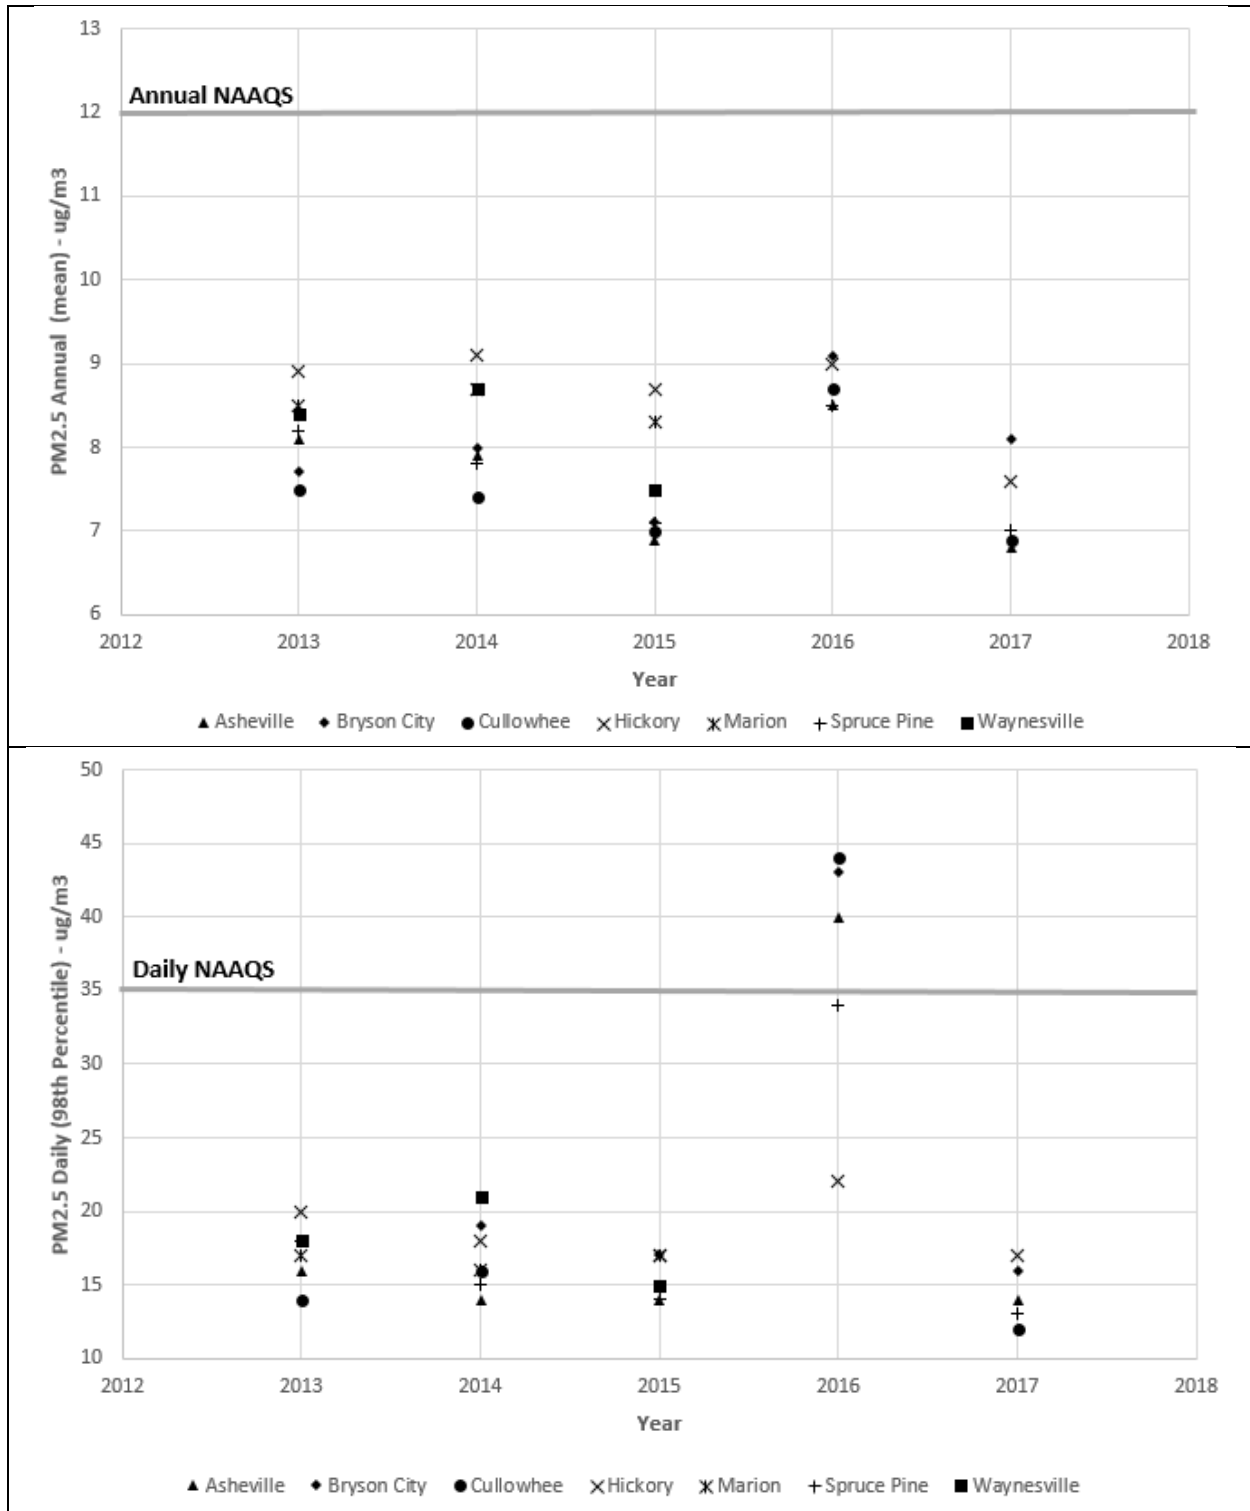 13
Annual NAAQS
12
11
10
9
8
7
6
PM2.5 Annual (mean) - ug/m3
2012 2013 2014 2015 2016 2017 2018
Year
Asheville Bryson City Cullowhee Hickory Marion Spruce Pine Waynesville
50
45
40
Daily NAAQS
35
30
25
20
15
10
PM2.5 Daily (98th Percentile) - ug/m3
2012 2013 2014 2015 2016 2017 2018
Year
Asheville Bryson City Cullowhee Hickory Marion Spruce Pine Waynesville